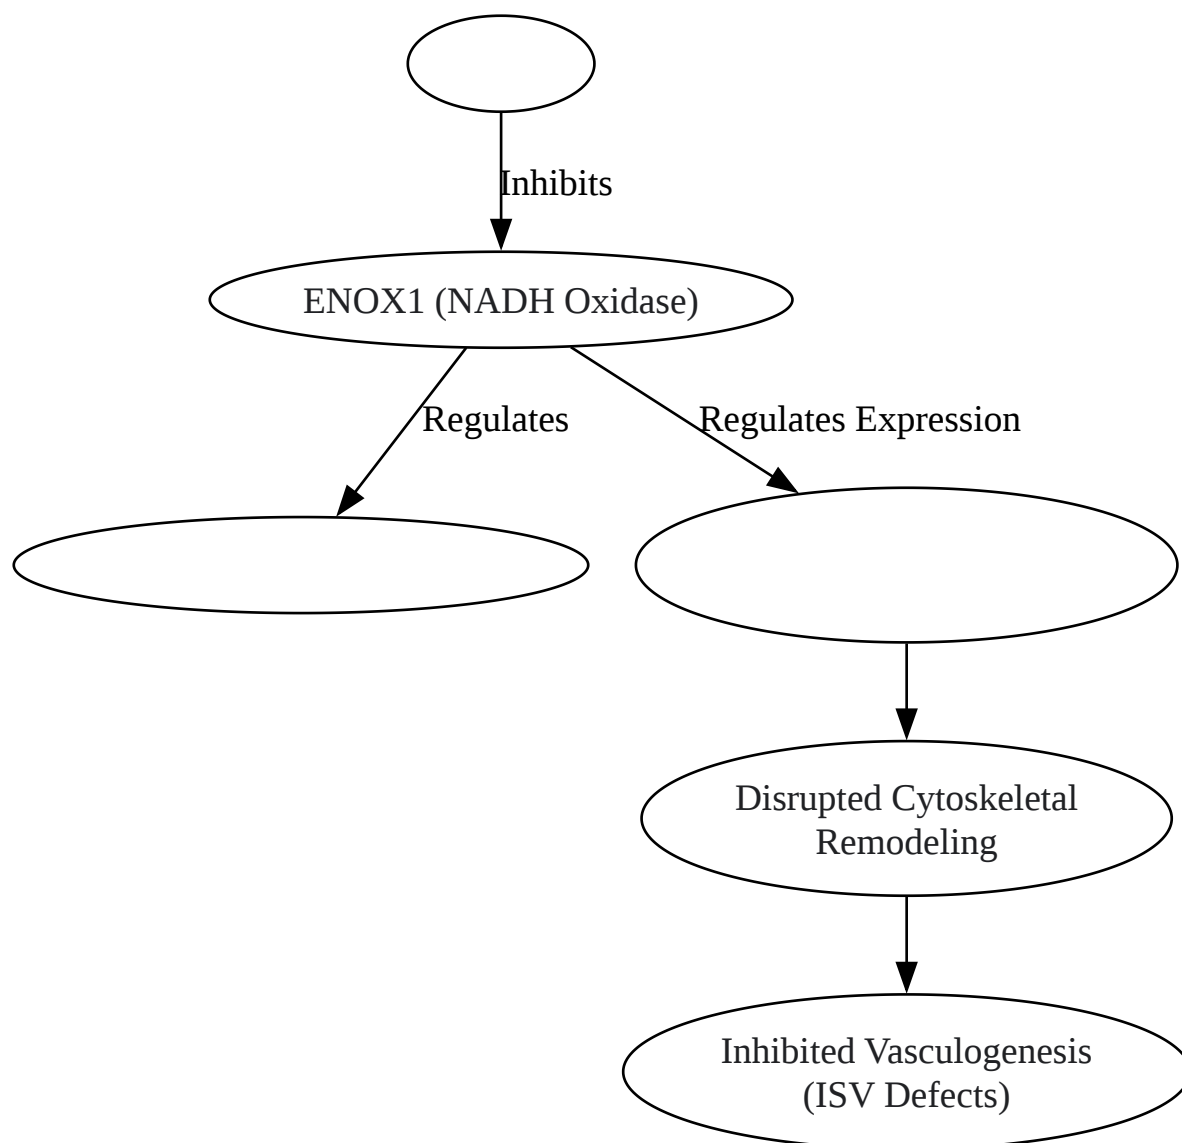 Inhibits
ENOX1 (NADH Oxidase)
Regulates
Regulates Expression
Disrupted Cytoskeletal
Remodeling
Inhibited Vasculogenesis
(ISV Defects)